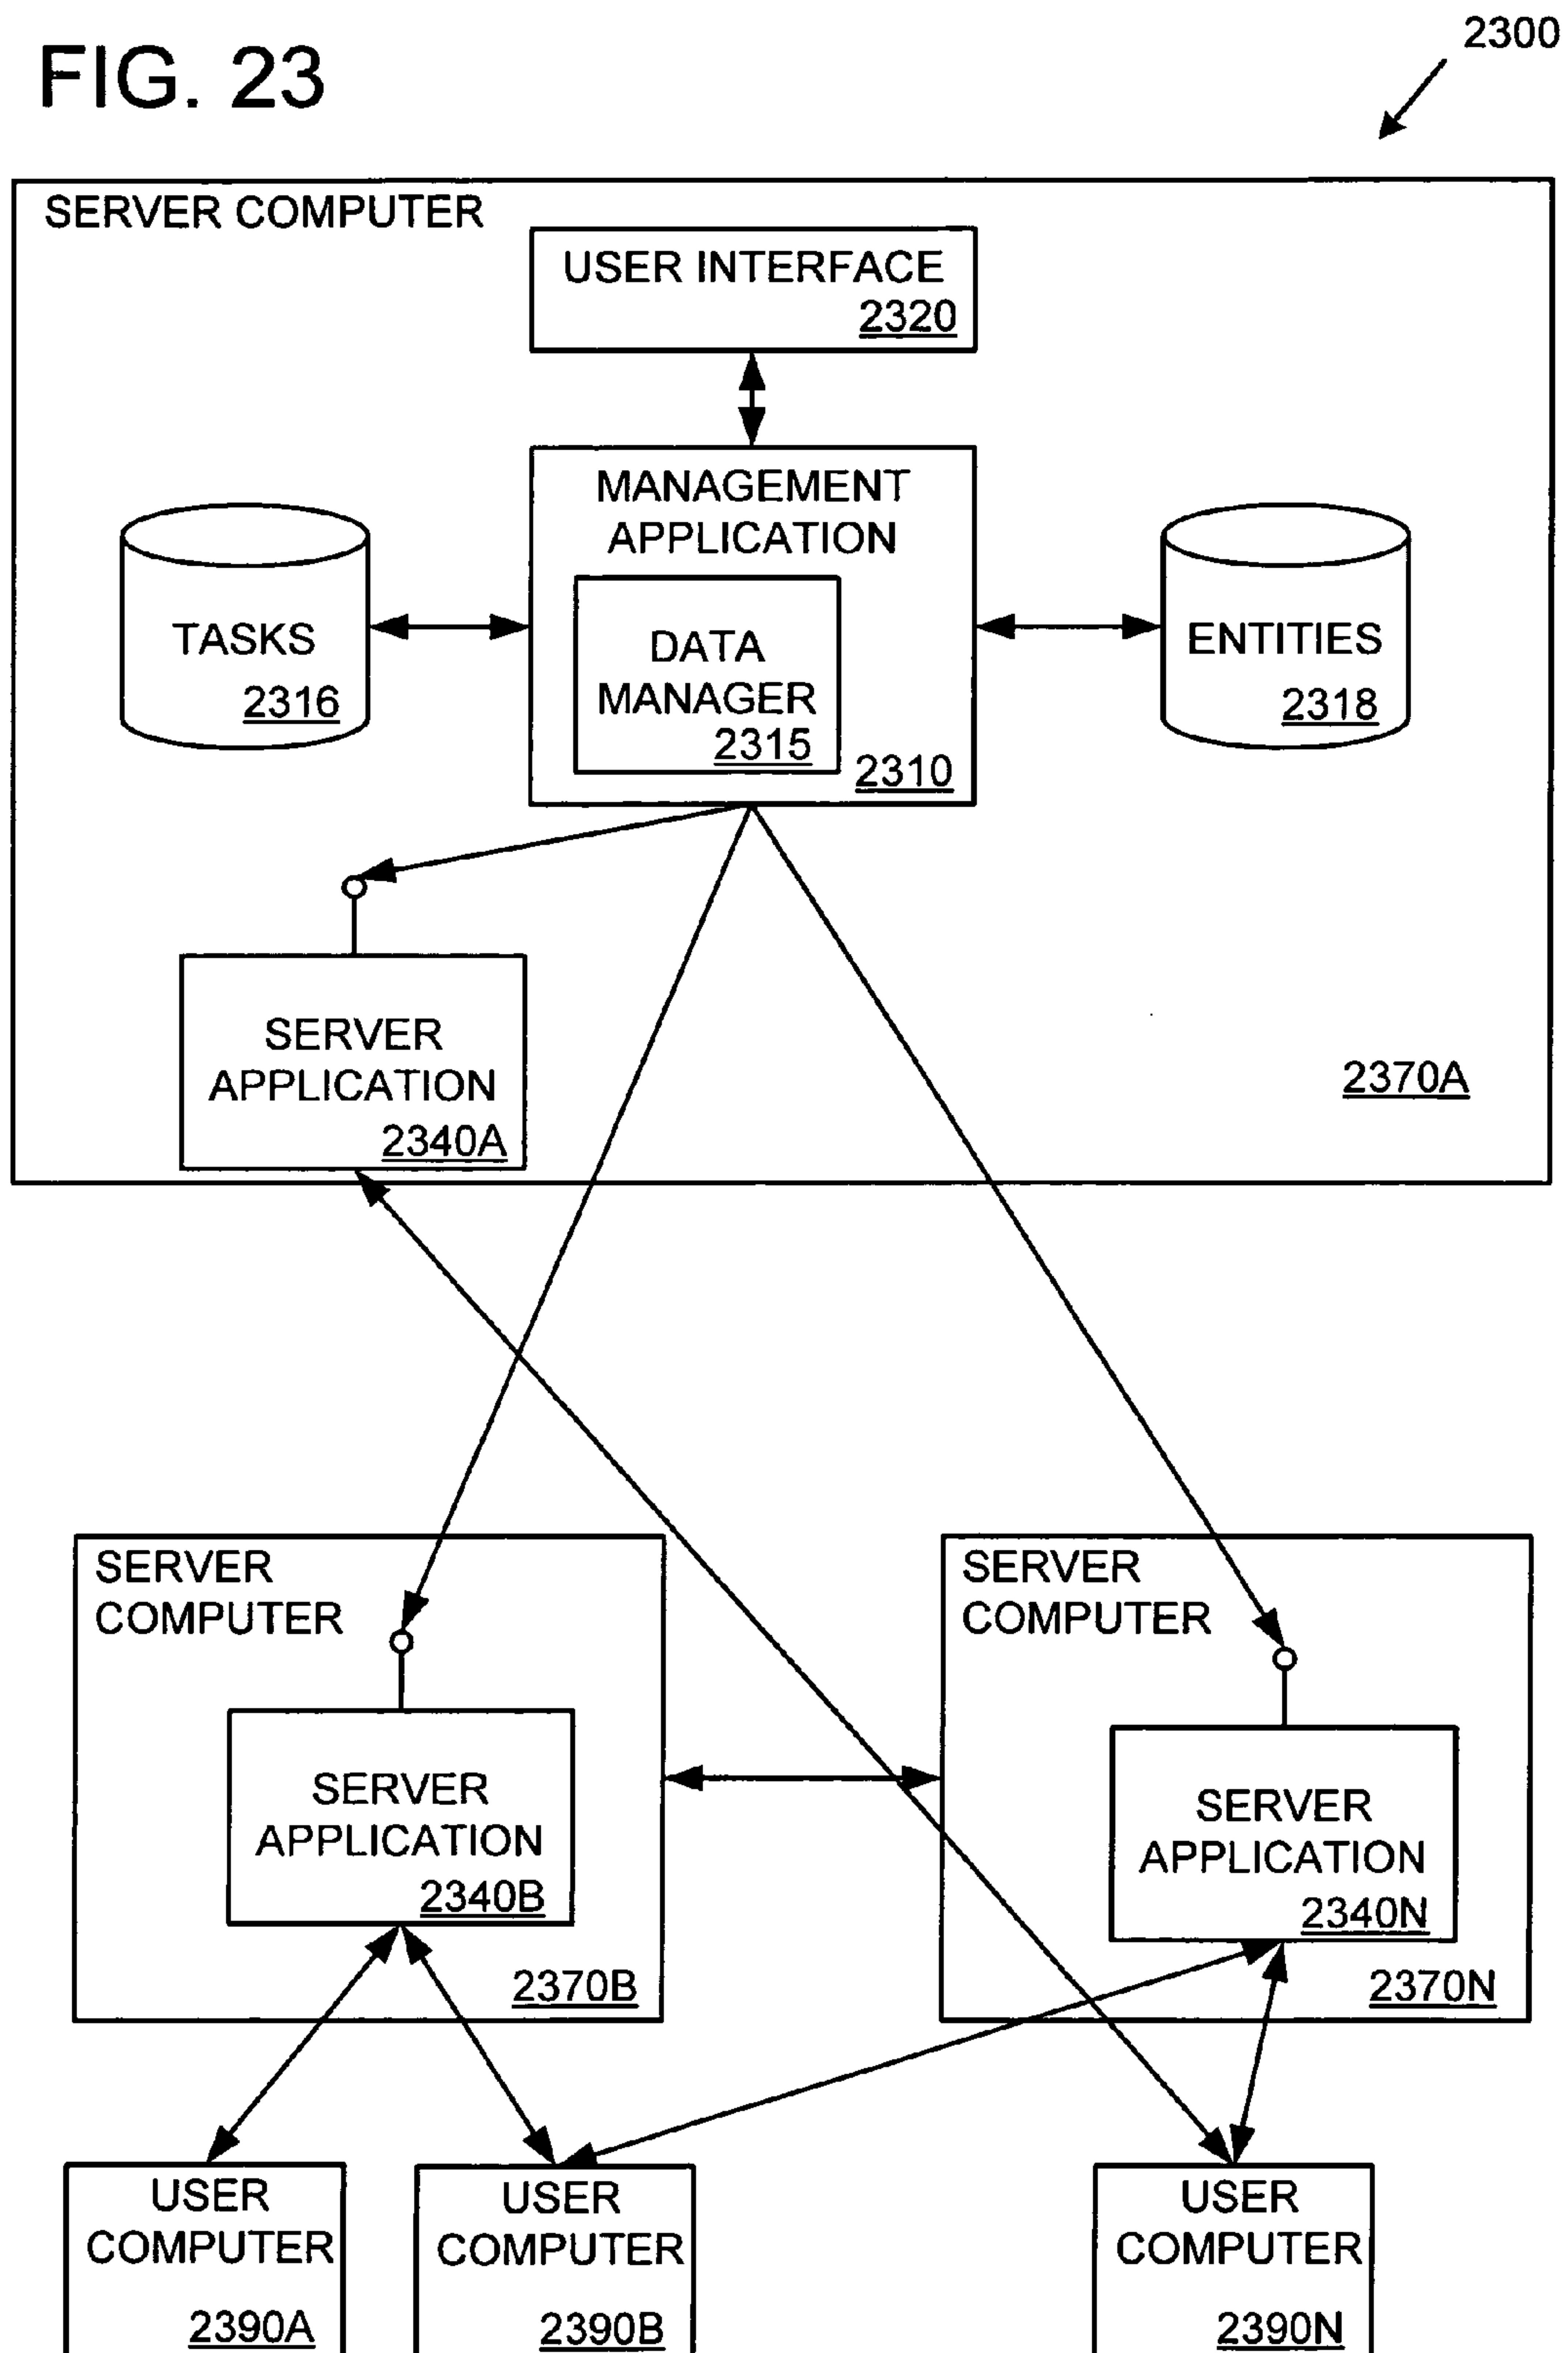 FIG. 23
2300
SERVER COMPUTER
USER INTERFACE
2320
MANAGEMENT
APPLICATION
DATA
MANAGER
2315
2310
TASKS
2316
ENTITIES
2318
SERVER
APPLICATION
2340A
2370A
SERVER
COMPUTER
SERVER
APPLICATION
2340B
2370B
SERVER
COMPUTER
SERVER
APPLICATION
2340N
2370N
USER
COMPUTER
2390A
USER
COMPUTER
2390B
USER
COMPUTER
2390N